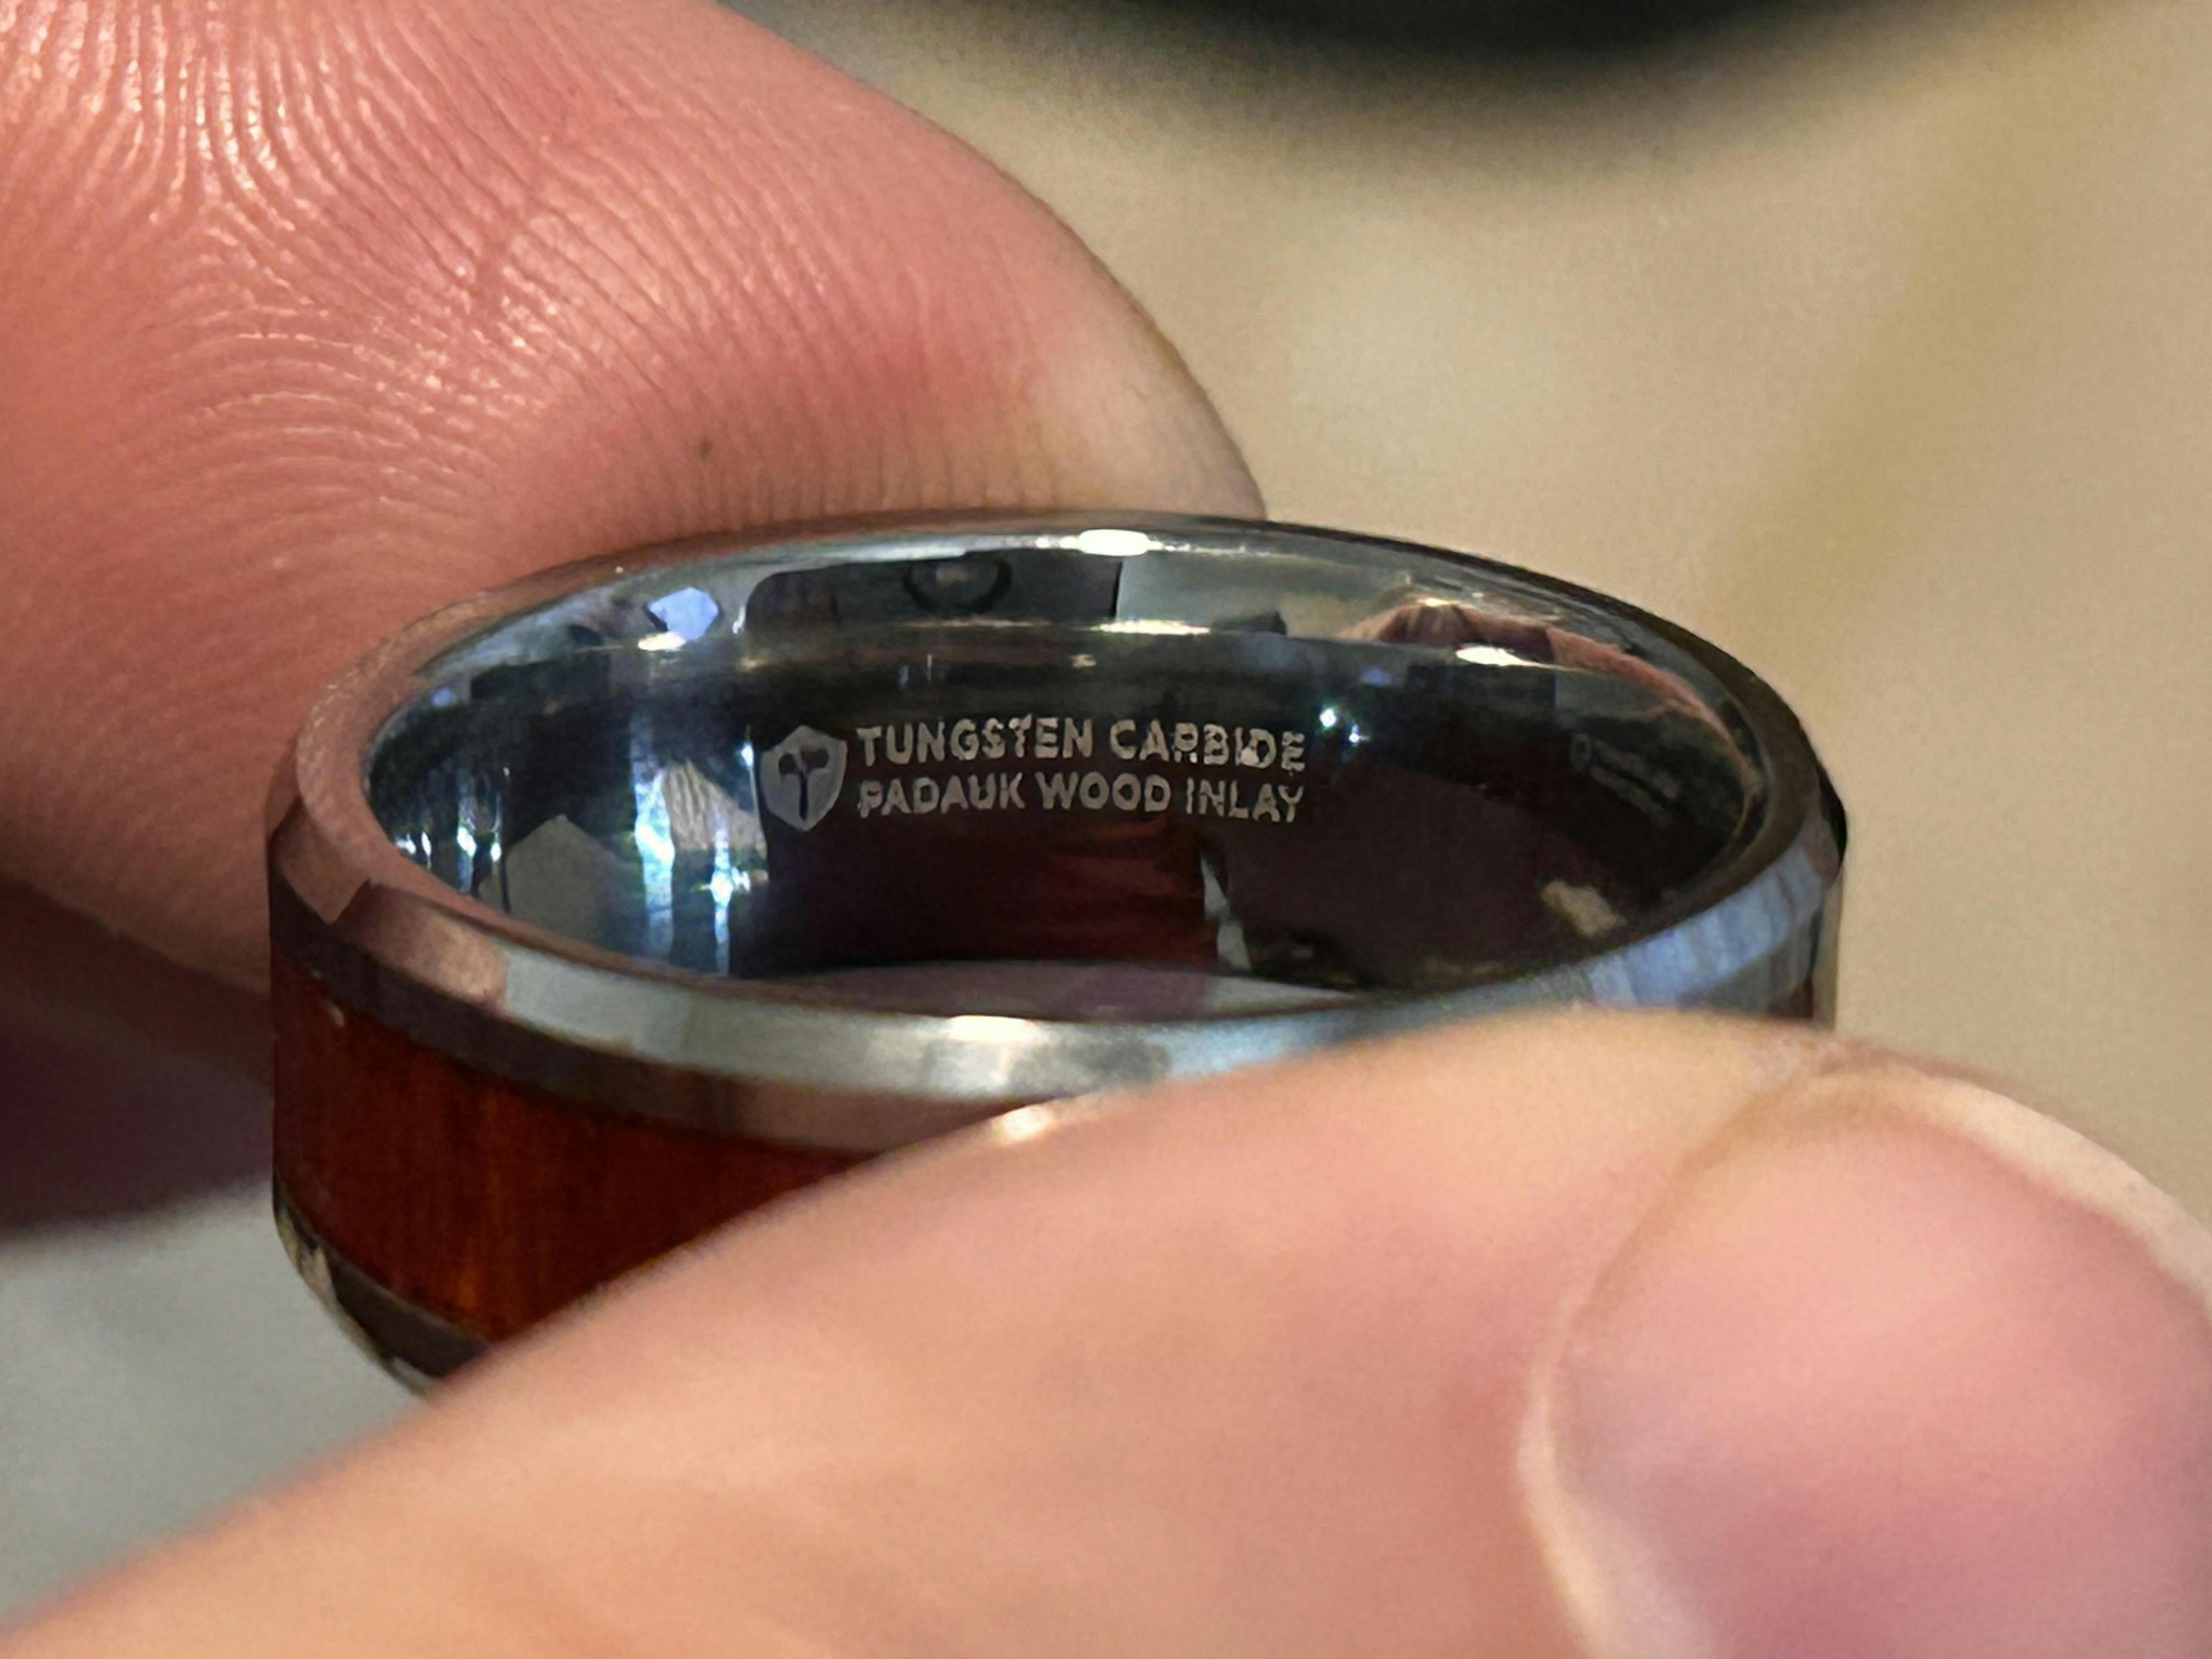 TUNGSTEN CARBIDE
PADAUK WOOD INLAY